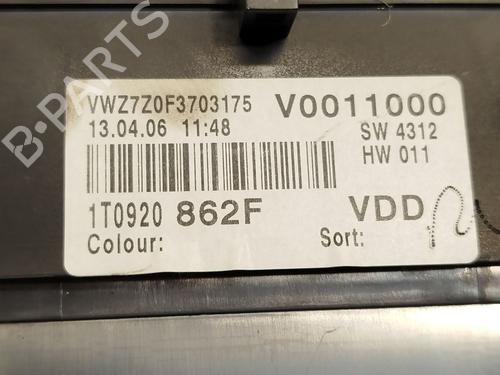 B-PARTS
VWZ7Z0F3703175 V0011000
13.04.06 11:48 SW 4312
HW 011
1T0920 862F VDD
Colour: Sort: